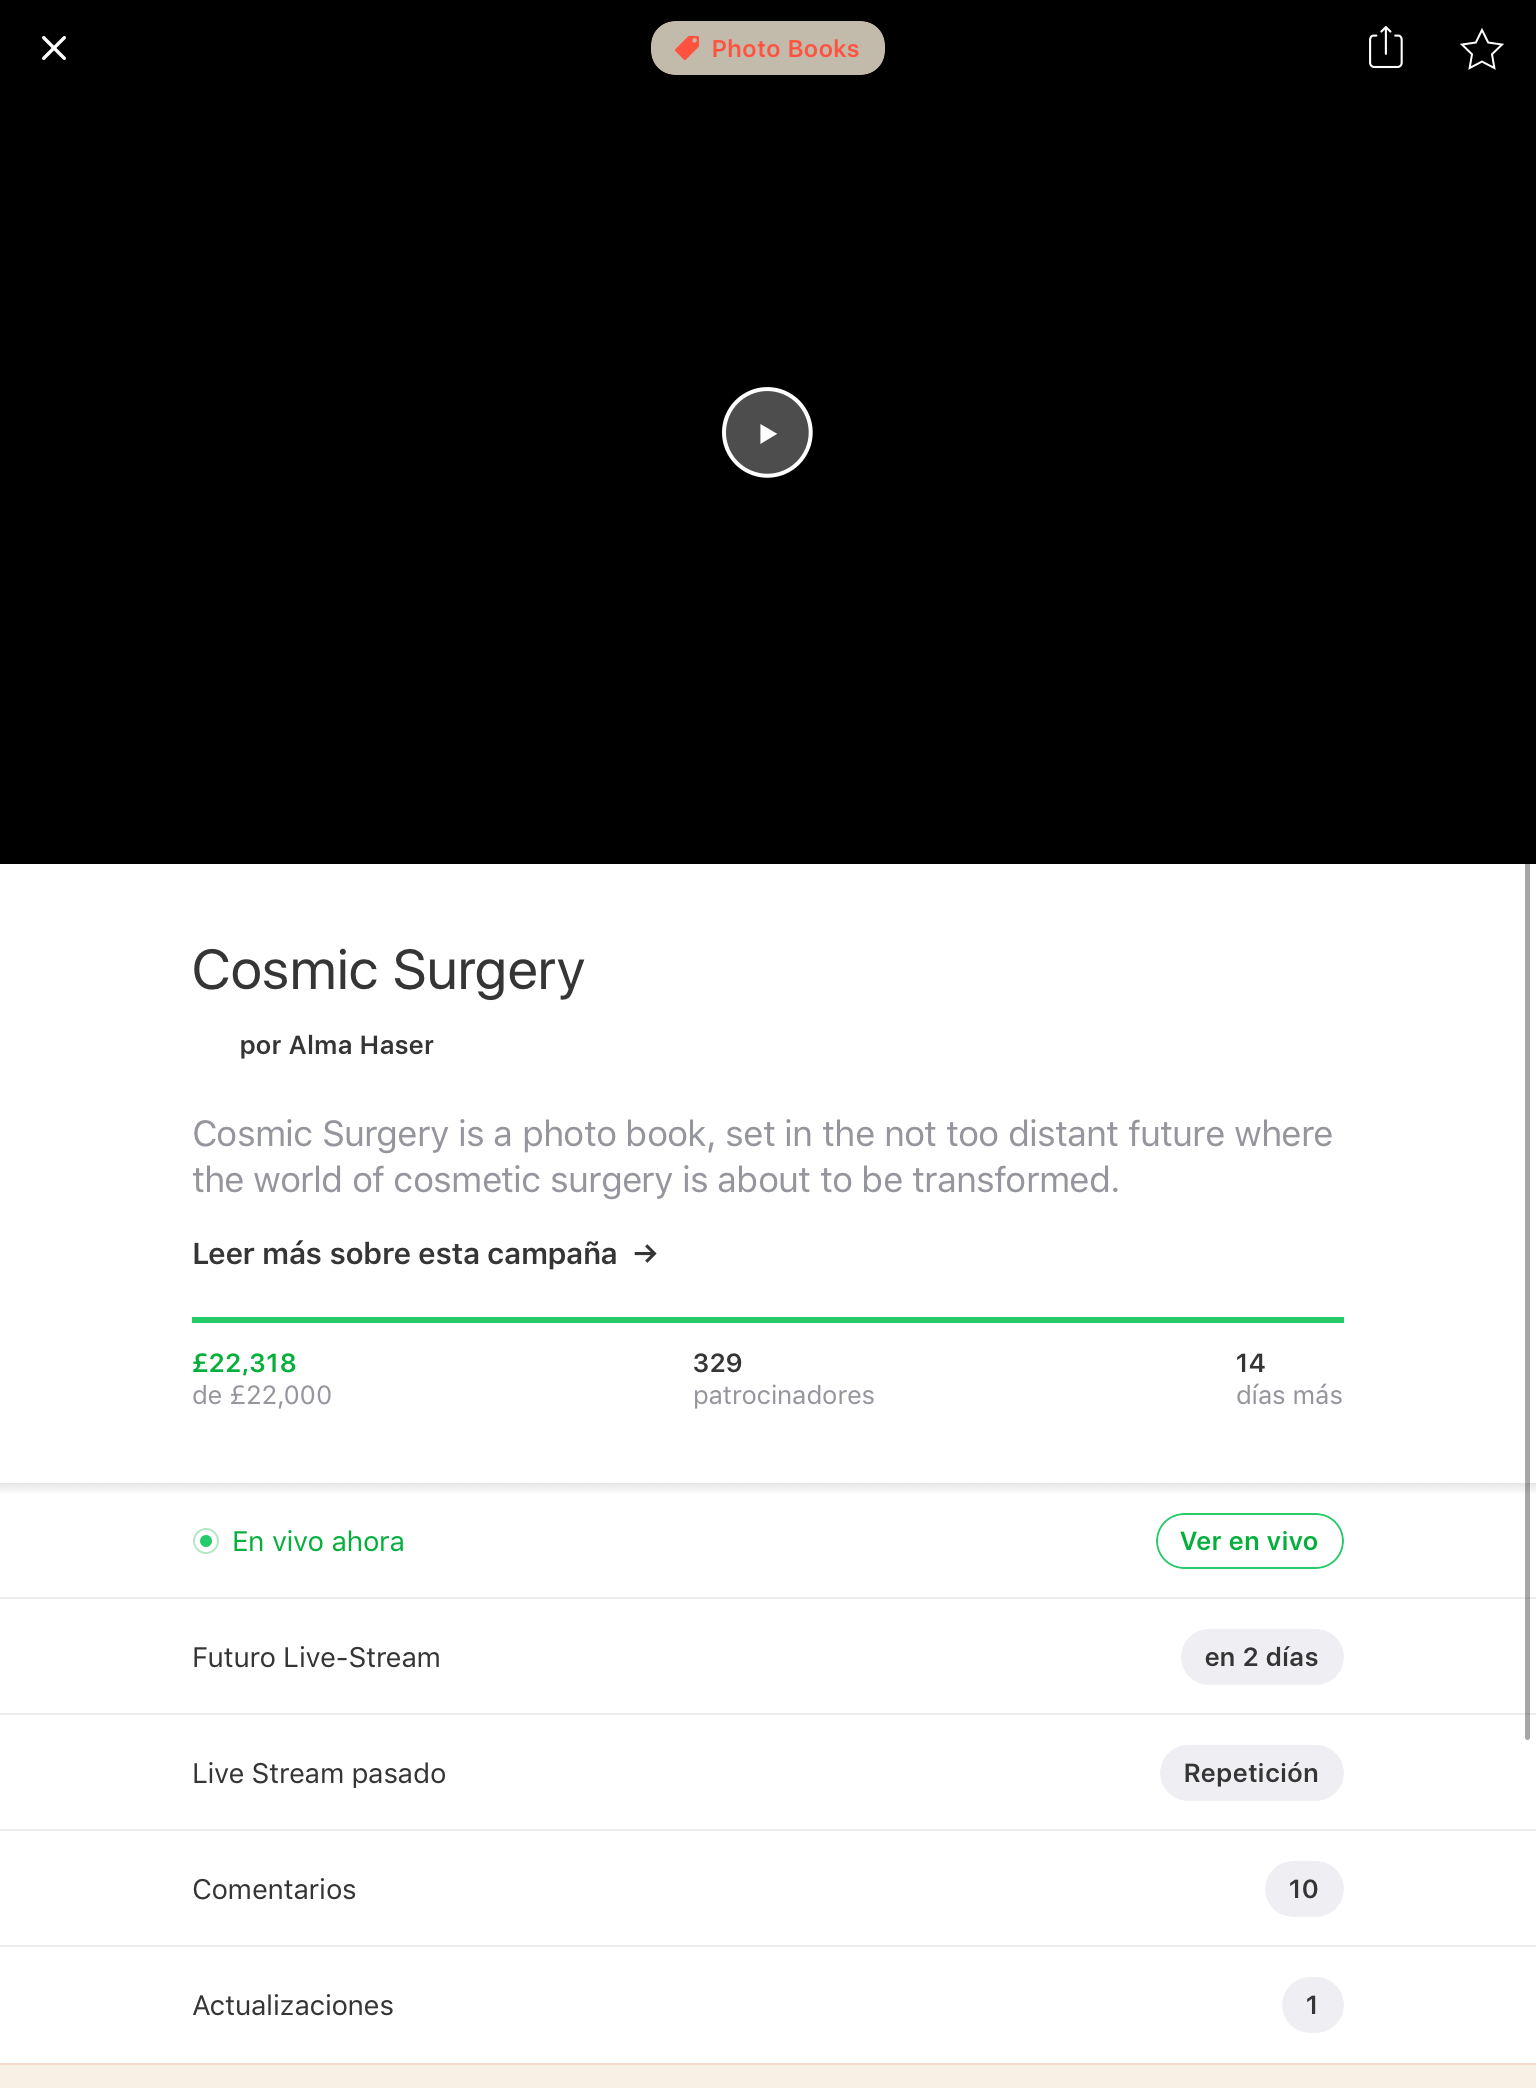 Photo Books
Cosmic Surgery
por Alma Haser
Cosmic Surgery is a photo book, set in the not too distant future where
the world of cosmetic surgery is about to be transformed.
Leer más sobre esta campaña →
£22,318
de £22,000
329
patrocinadores
14
días más
En vivo ahora
Ver en vivo
Futuro Live-Stream
en 2 días
Live Stream pasado
Repetición
Comentarios
10
Actualizaciones
1